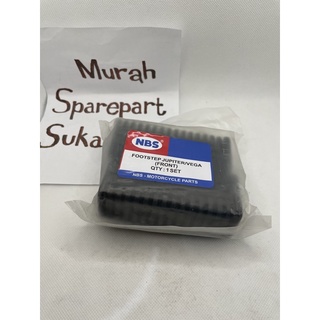 Murah
Sparepart
Suka
NBS
FOOTSTEP JUPITER/VEGA
(FRONT)
QTY : 1 SET
NBS - MOTORCYCLE PARTS